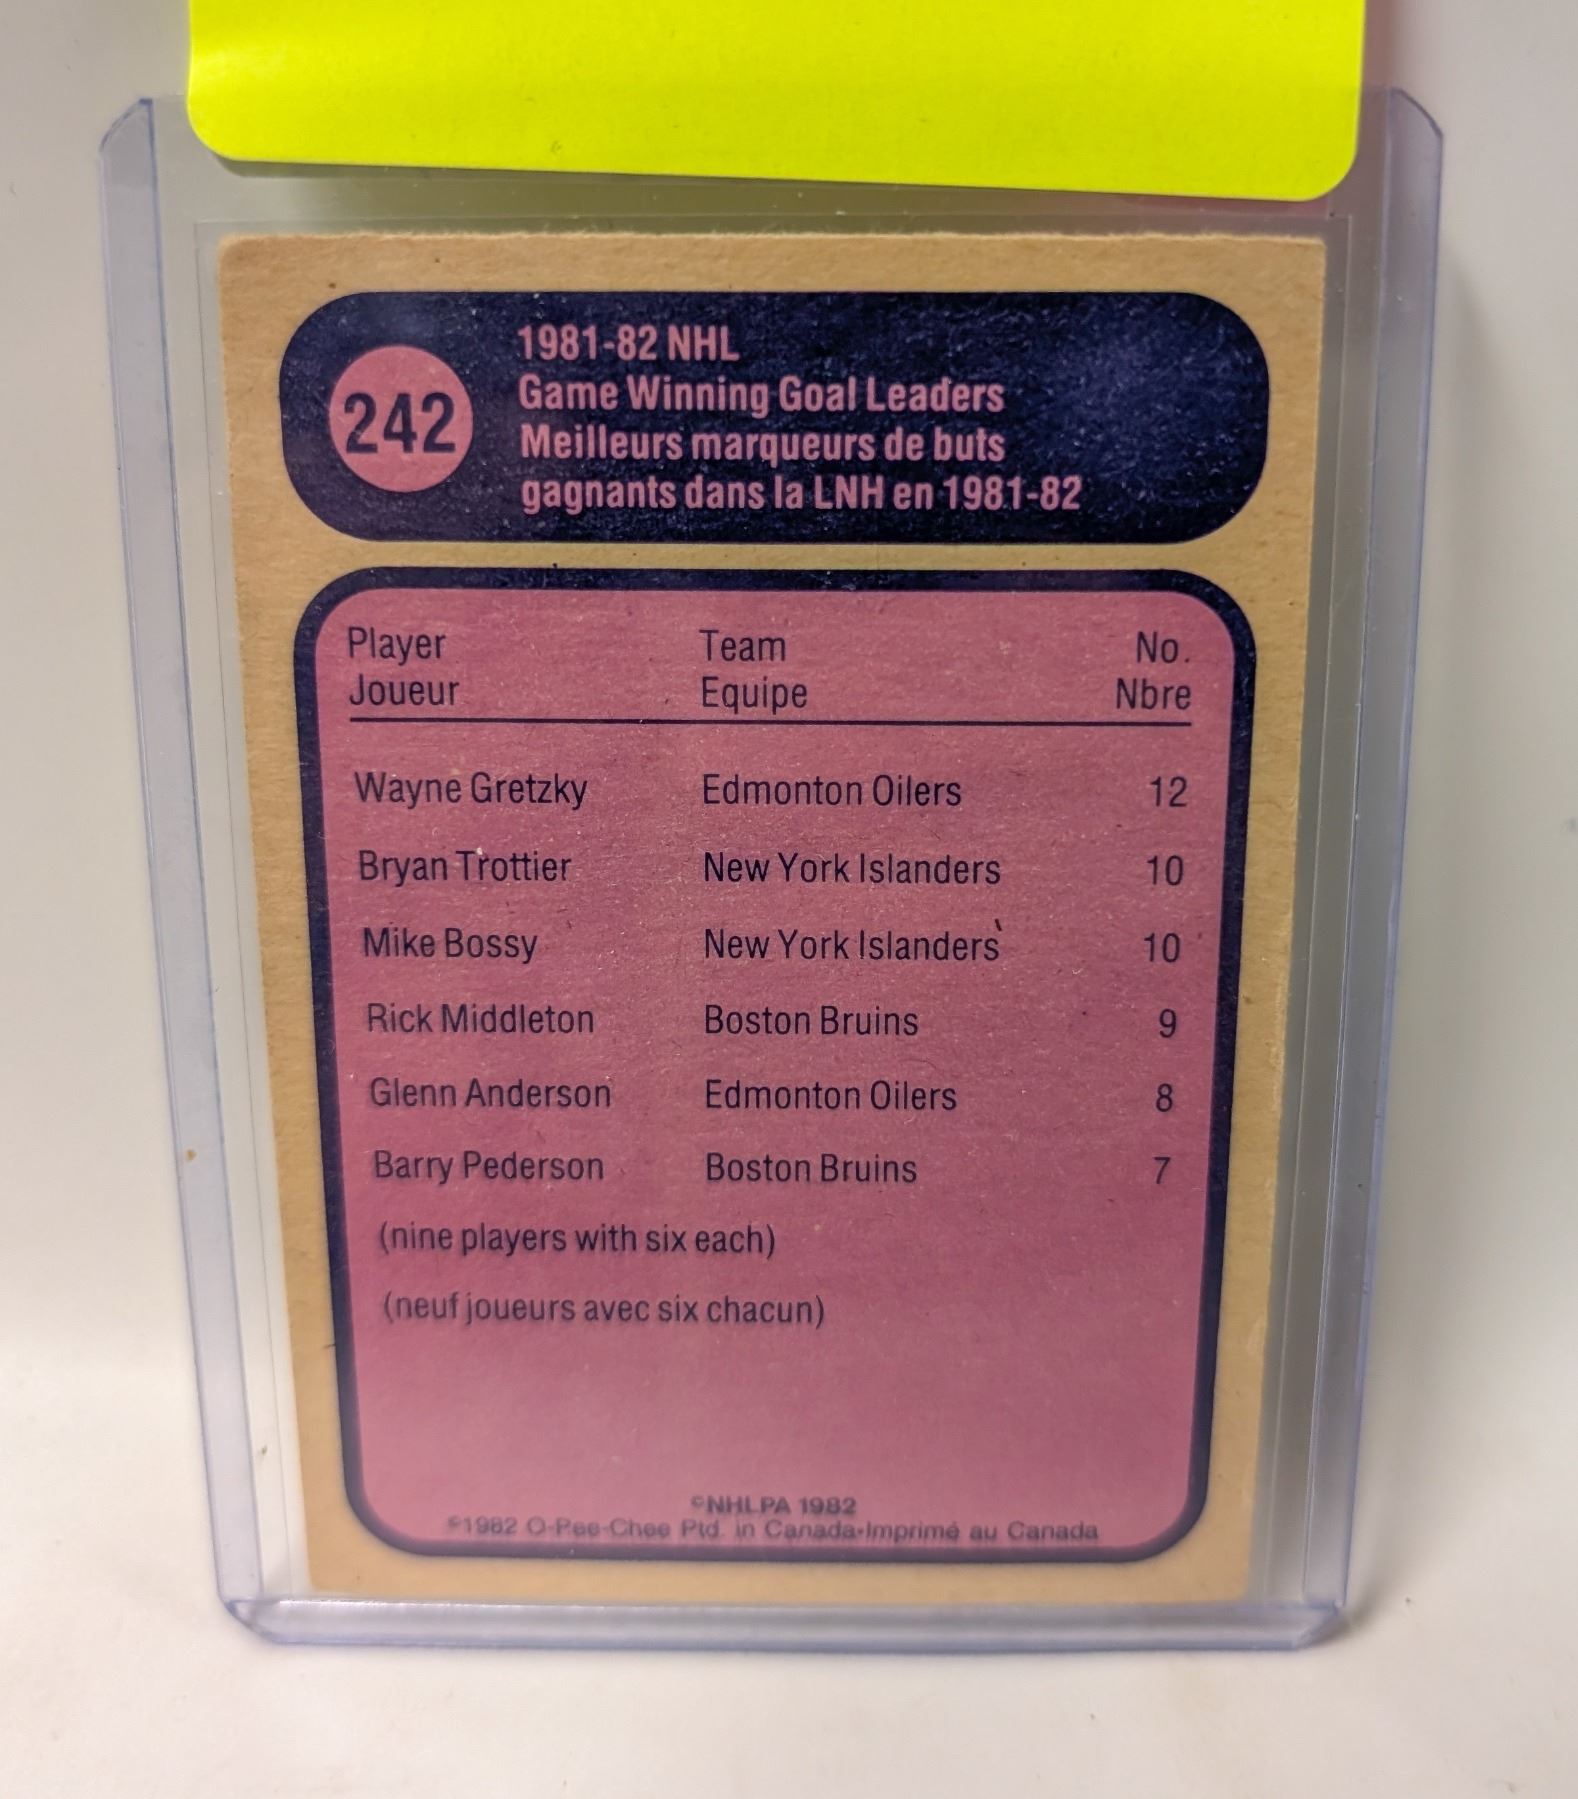 242
1981-82 NHL
Game Winning Goal Leaders
Meilleurs marqueurs de buts
gagnants dans la LNH en 1981-82
Player Team No.
Joueur Equipe Nbre
Wayne Gretzky Edmonton Oilers 12
Bryan Trottier New York Islanders 10
Mike Bossy New York Islanders 10
Rick Middleton Boston Bruins 9
Glenn Anderson Edmonton Oilers 8
Barry Pederson Boston Bruins 7
(nine players with six each)
(neuf joueurs avec six chacun)
©NHLPA 1982
©1982 O-Pee-Chee Ptd. in Canada-Imprimé au Canada